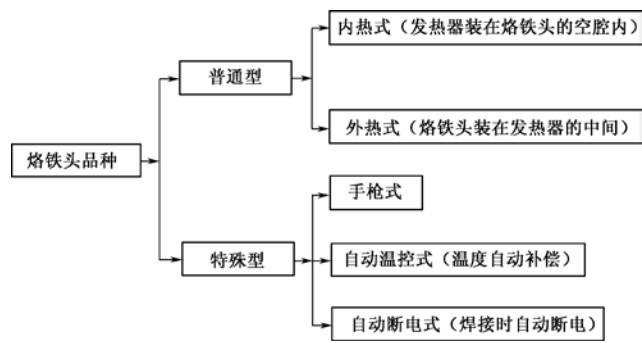 内热式（发热器装在烙铁头的空腔内）
普通型
外热式（烙铁头装在发热器的中间）
烙铁头品种
手枪式
特殊型
自动温控式（温度自动补偿）
自动断电式（焊接时自动断电）